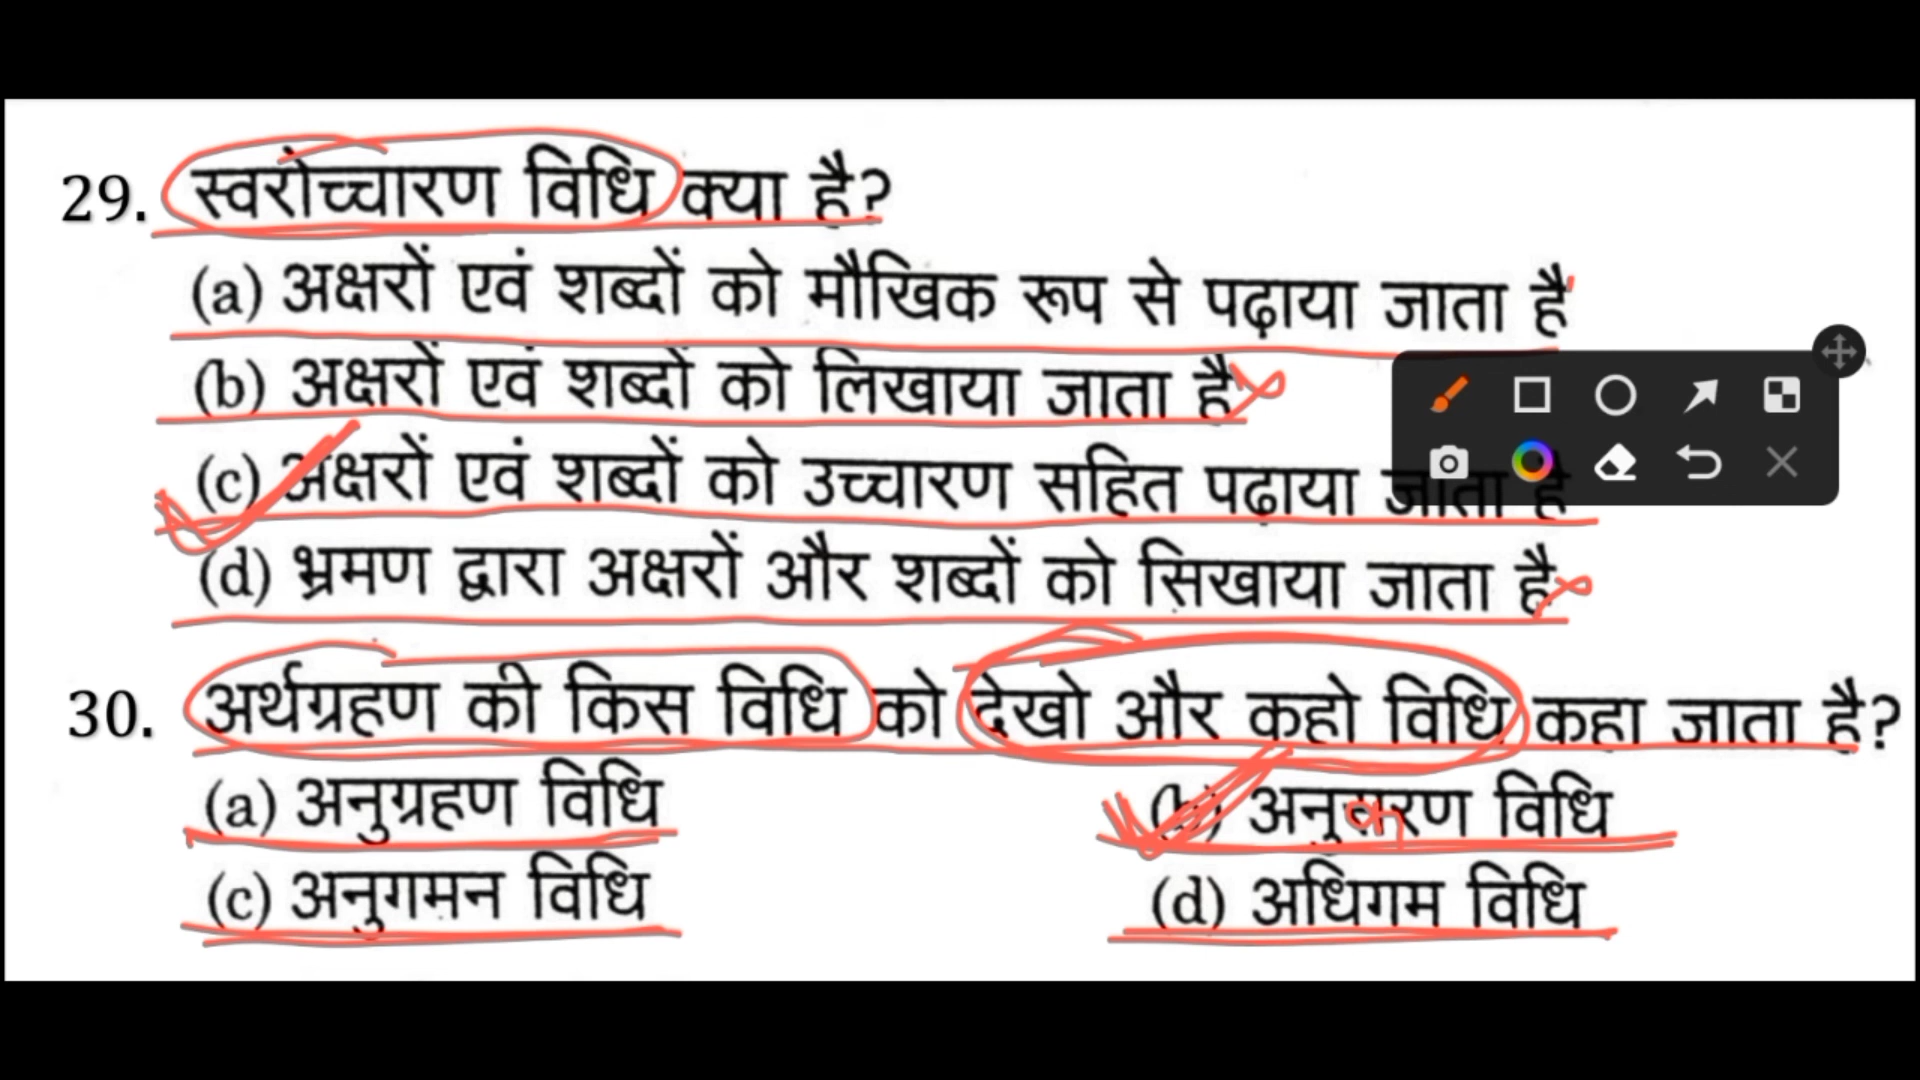 29. स्वरोच्चारण विधि क्या है?
(a) अक्षरों एवं शब्दों को मौखिक रूप से पढ़ाया जाता है
(b) अक्षरों एवं शब्दों को लिखाया जाता है
(c) अक्षरों एवं शब्दों को उच्चारण सहित पढ़ाया जाता है
(d) भ्रमण द्वारा अक्षरों और शब्दों को सिखाया जाता है
30. अर्थग्रहण की किस विधि को देखो और कहो विधि कहा जाता है?
(a) अनुग्रहण विधि (b) अनुसरण विधि
(c) अनुगमन विधि (d) अधिगम विधि